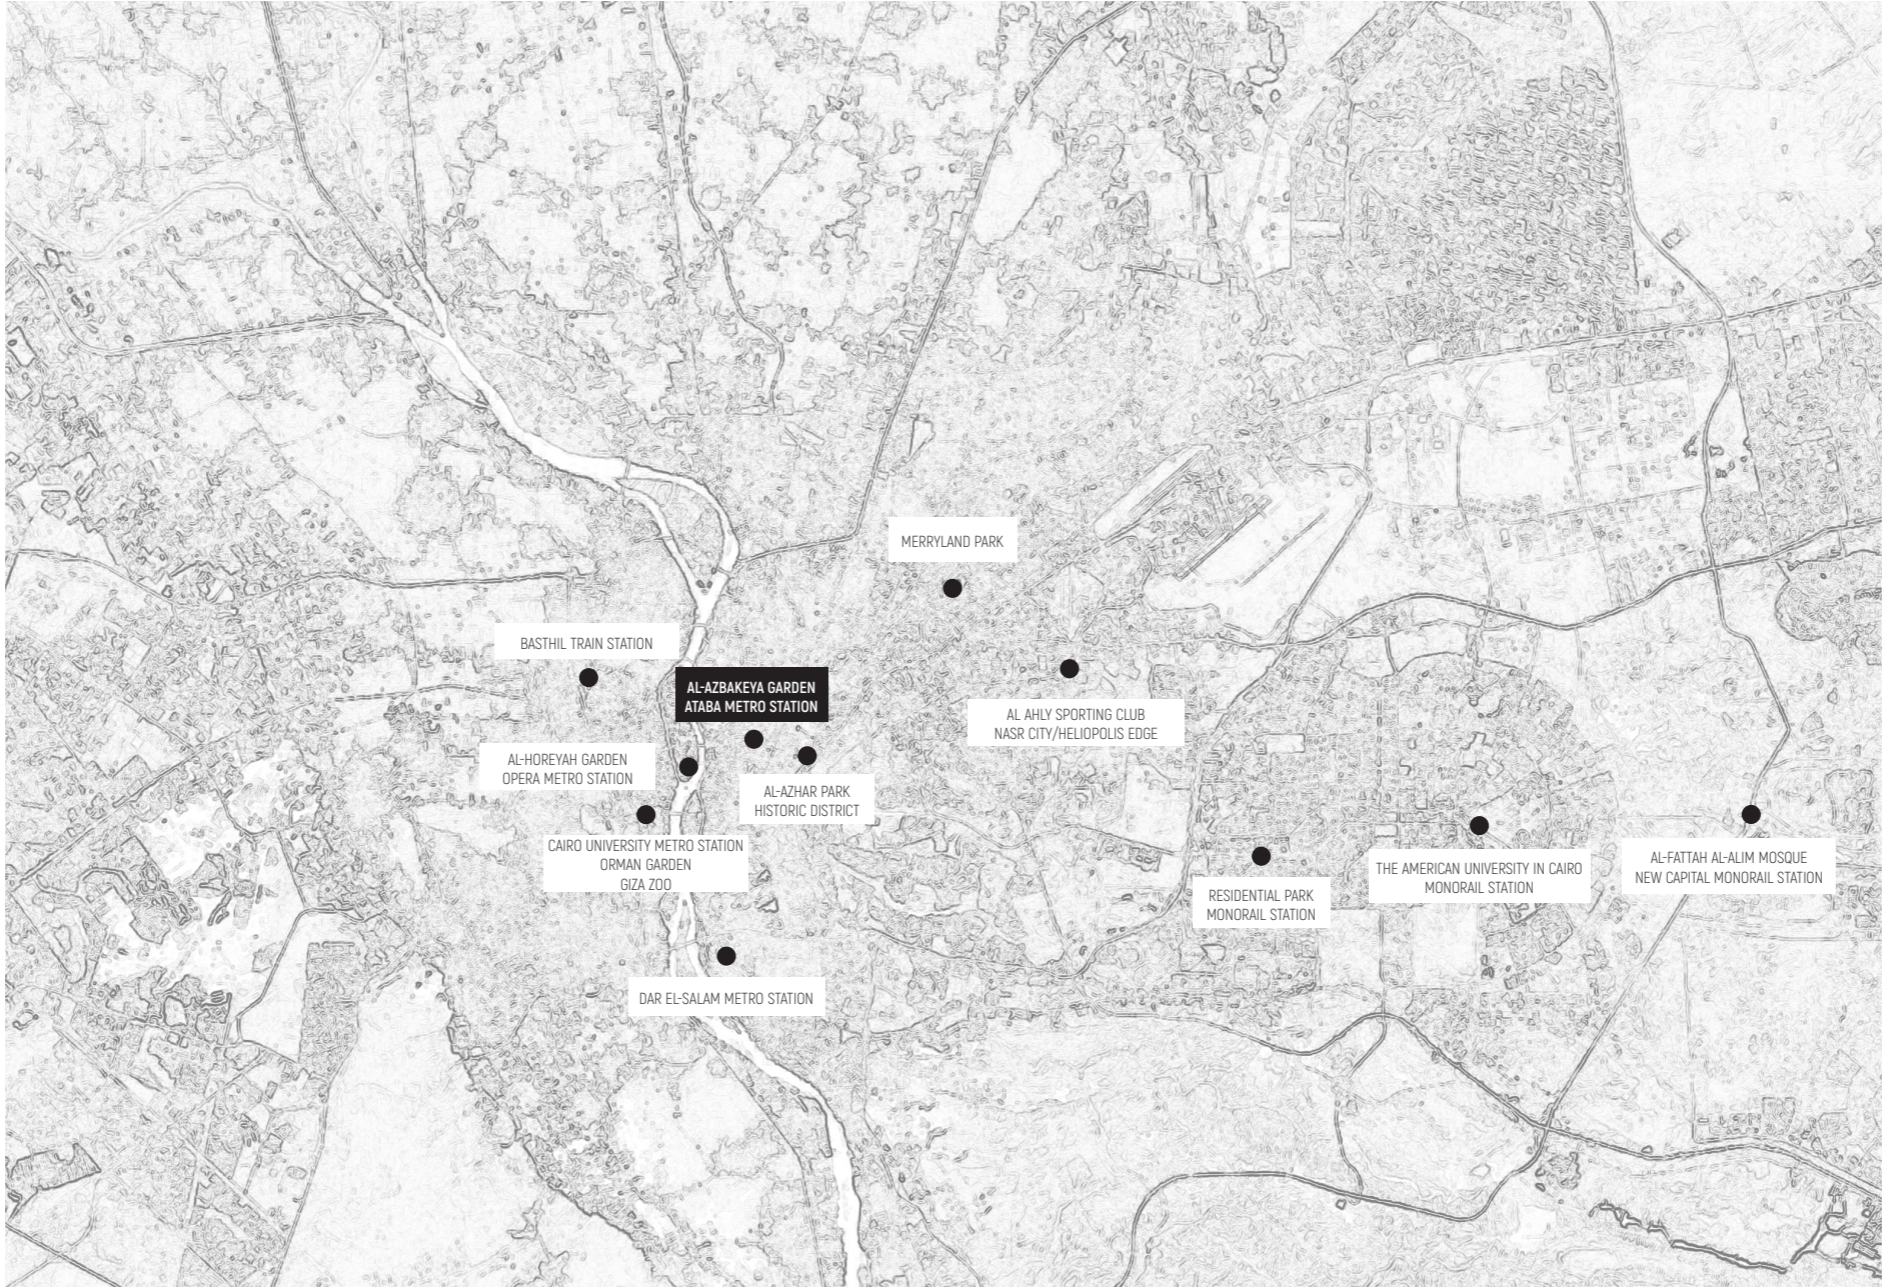 MERRYLAND PARK
BASTHIL TRAIN STATION
AL-AZBAKEYA GARDEN
ATABA METRO STATION
AL AHLY SPORTING CLUB
NASR CITY/HELIOPOLIS EDGE
AL-HOREYAH GARDEN
OPERA METRO STATION
AL-AZHAR PARK
HISTORIC DISTRICT
CAIRO UNIVERSITY METRO STATION
ORMAN GARDEN
GIZA ZOO
RESIDENTIAL PARK
MONORAIL STATION
THE AMERICAN UNIVERSITY IN CAIRO
MONORAIL STATION
AL-FATTAH AL-ALIM MOSQUE
NEW CAPITAL MONORAIL STATION
DAR EL-SALAM METRO STATION